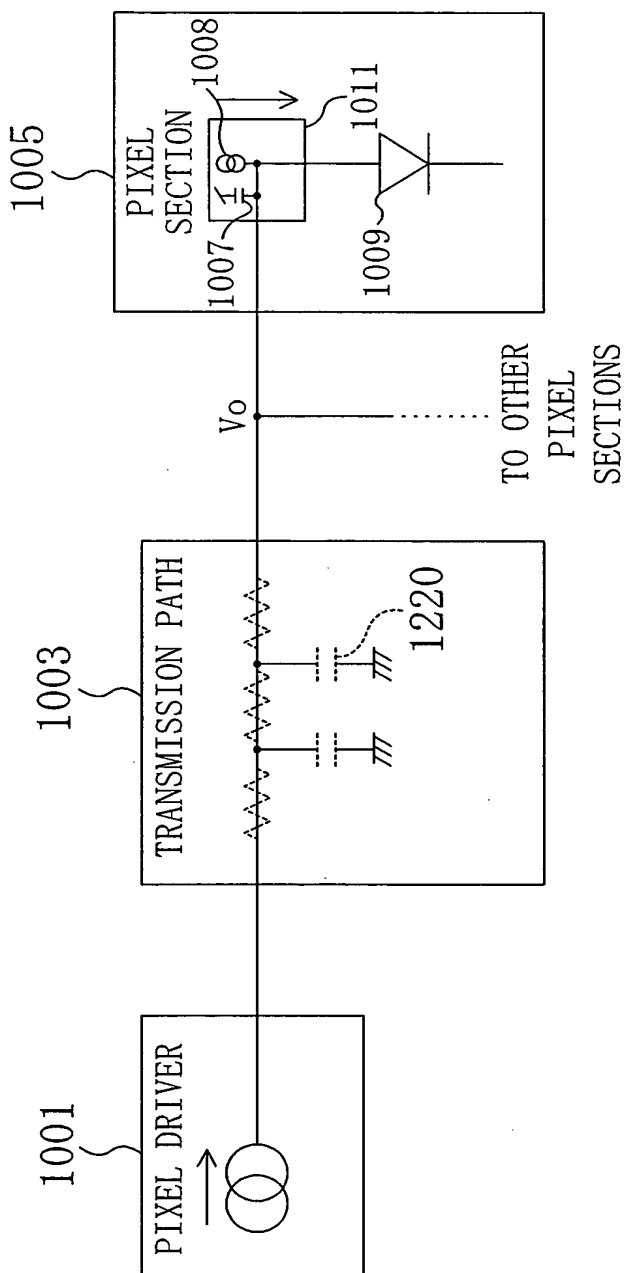 1001
PIXEL DRIVER
1003
TRANSMISSION PATH
1220
Vo
TO OTHER
PIXEL
SECTIONS
1005
PIXEL
SECTION
1007
1008
1011
1009